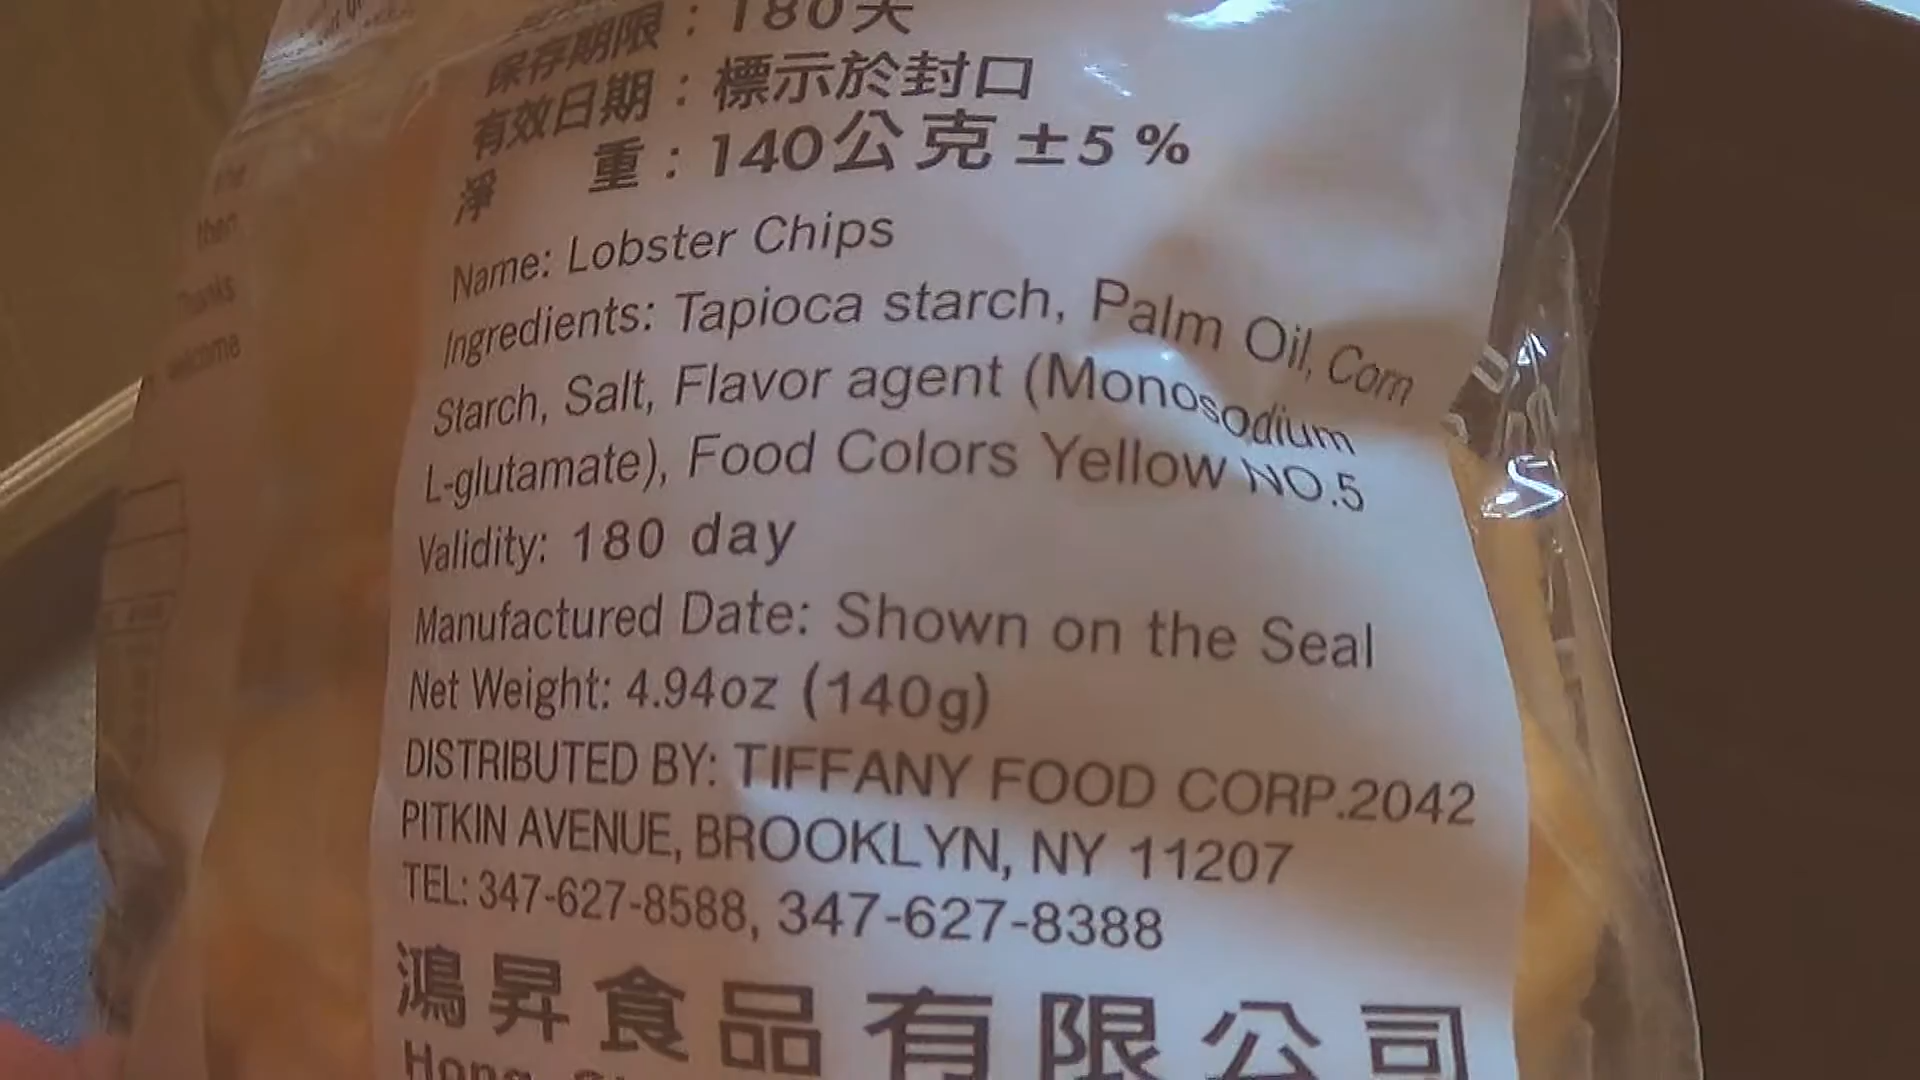 保存期限：180天
有效日期：標示於封口
淨重：140公克±5%
Name: Lobster Chips
Ingredients: Tapioca starch, Palm Oil, Corn
Starch, Salt, Flavor agent (Monosodium
L-glutamate), Food Colors Yellow NO.5
Validity: 180 day
Manufactured Date: Shown on the Seal
Net Weight: 4.94oz (140g)
DISTRIBUTED BY: TIFFANY FOOD CORP.2042
PITKIN AVENUE, BROOKLYN, NY 11207
TEL: 347-627-8588, 347-627-8388
鴻昇食品有限公司
Hong
then
Thanks
welcome